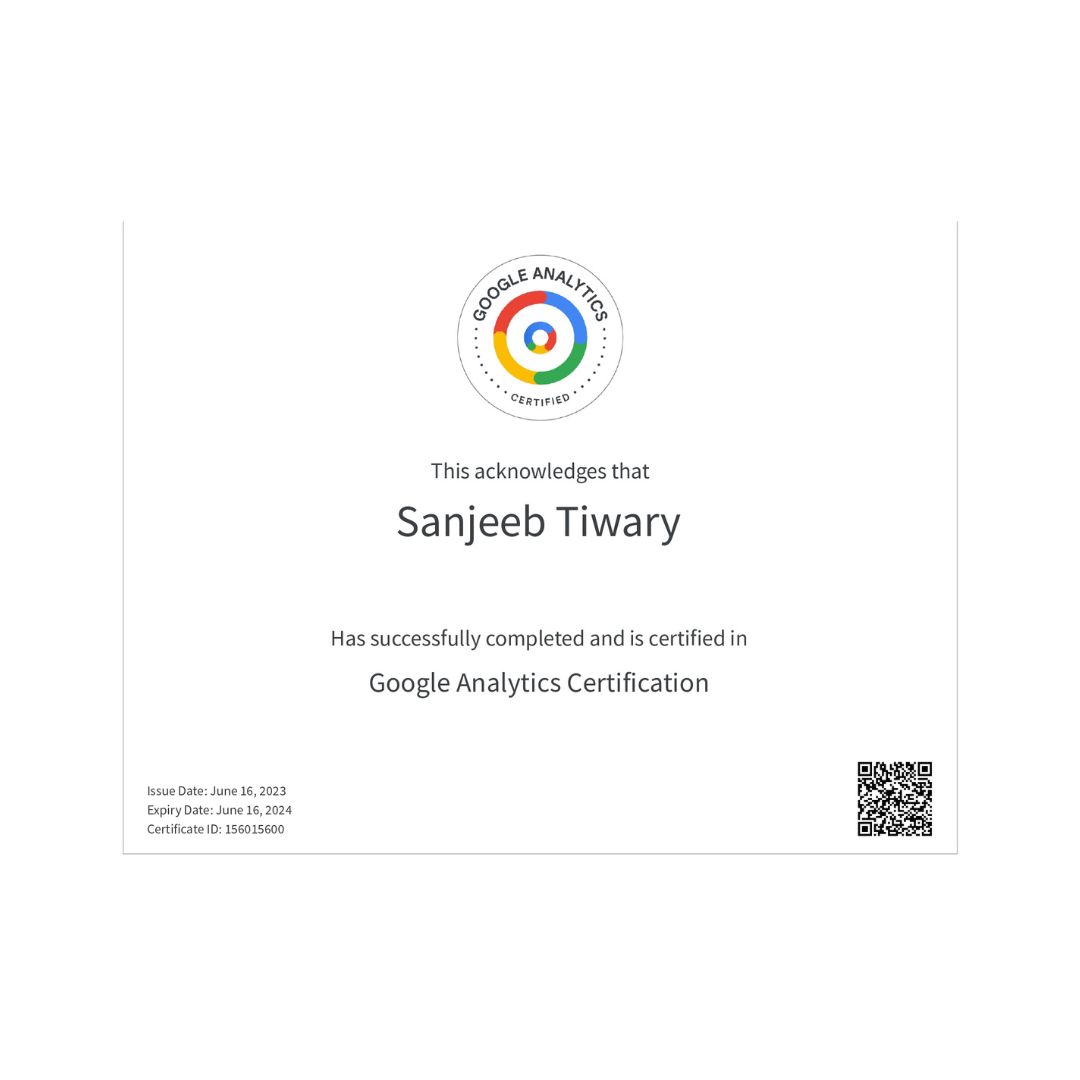 GOOGLE ANALYTICS
CERTIFIED
This acknowledges that
Sanjeeb Tiwary
Has successfully completed and is certified in
Google Analytics Certification
Issue Date: June 16, 2023
Expiry Date: June 16, 2024
Certificate ID: 156015600